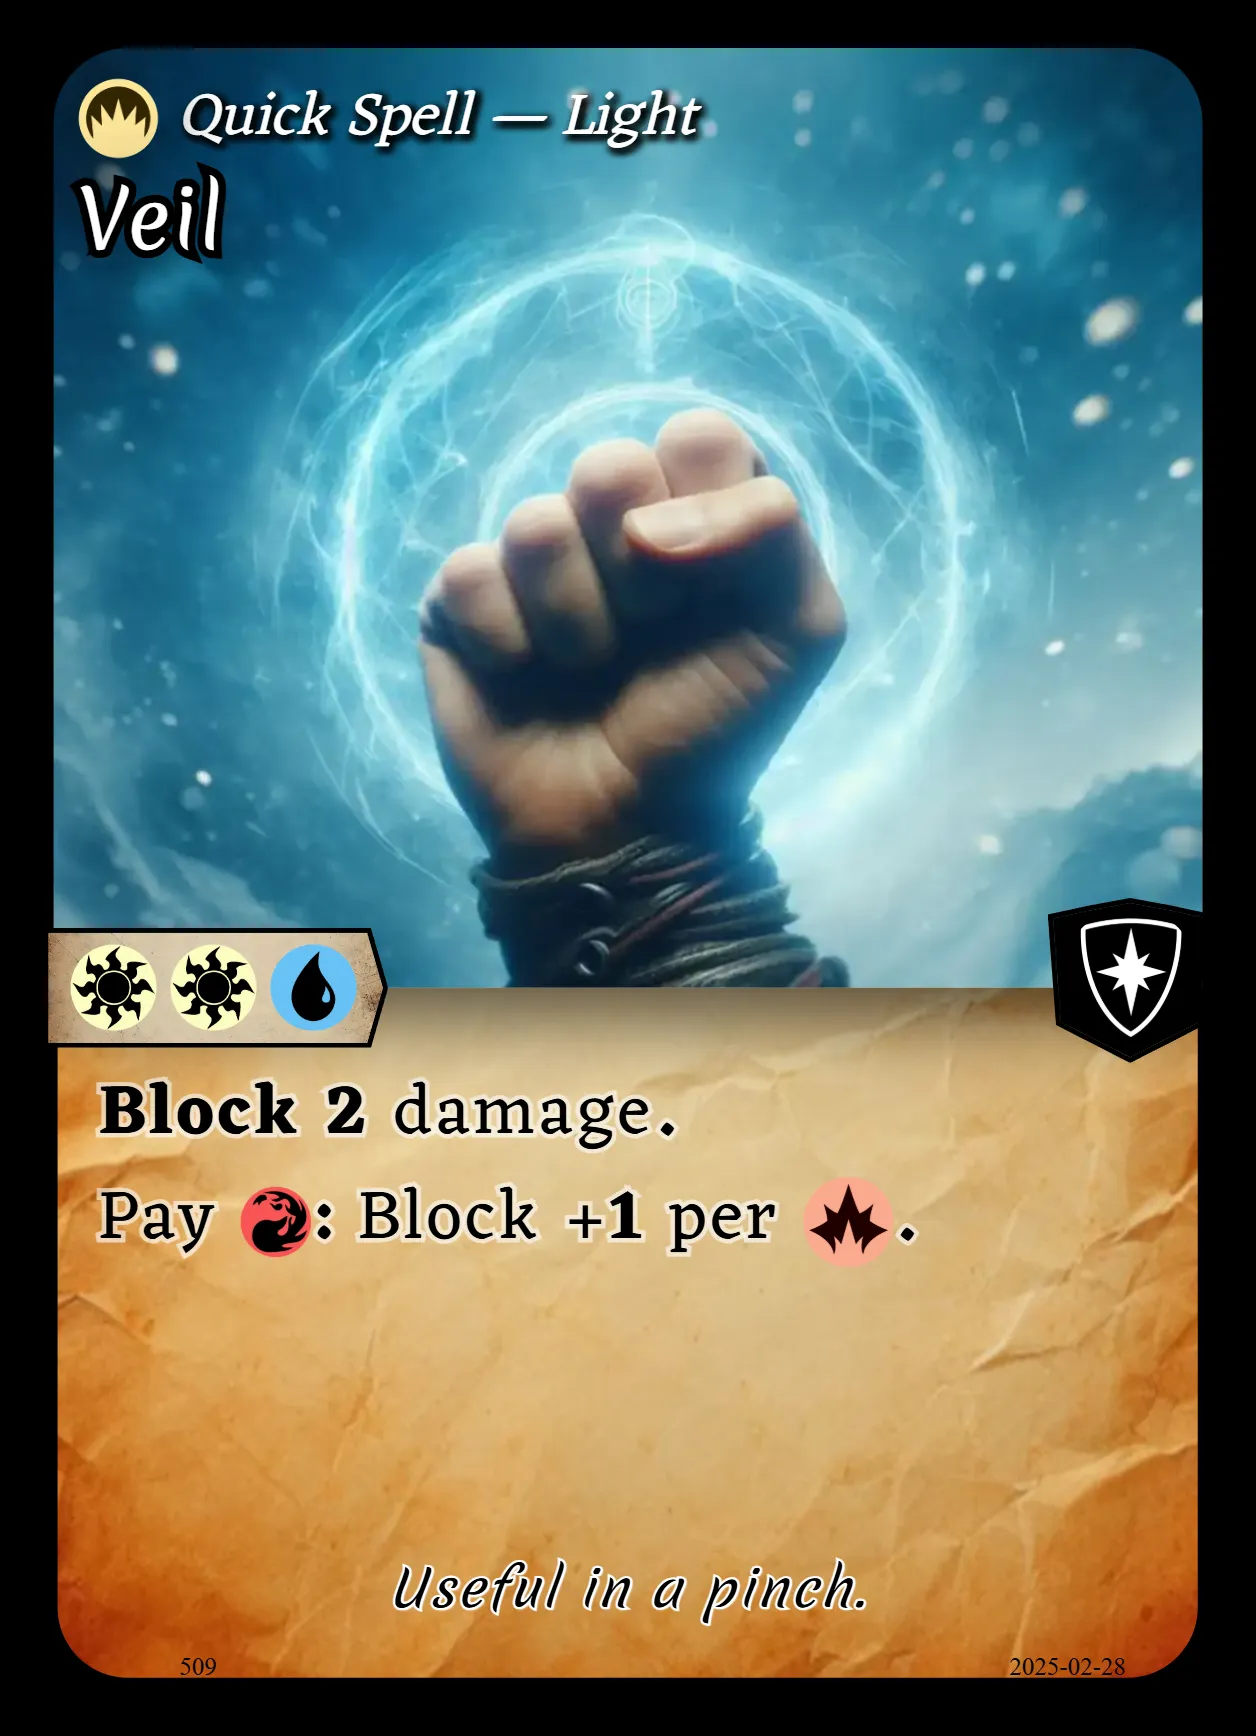 Quick Spell — Light
Veil
Block 2 damage.
Pay : Block +1 per .
Useful in a pinch.
509
2025-02-28